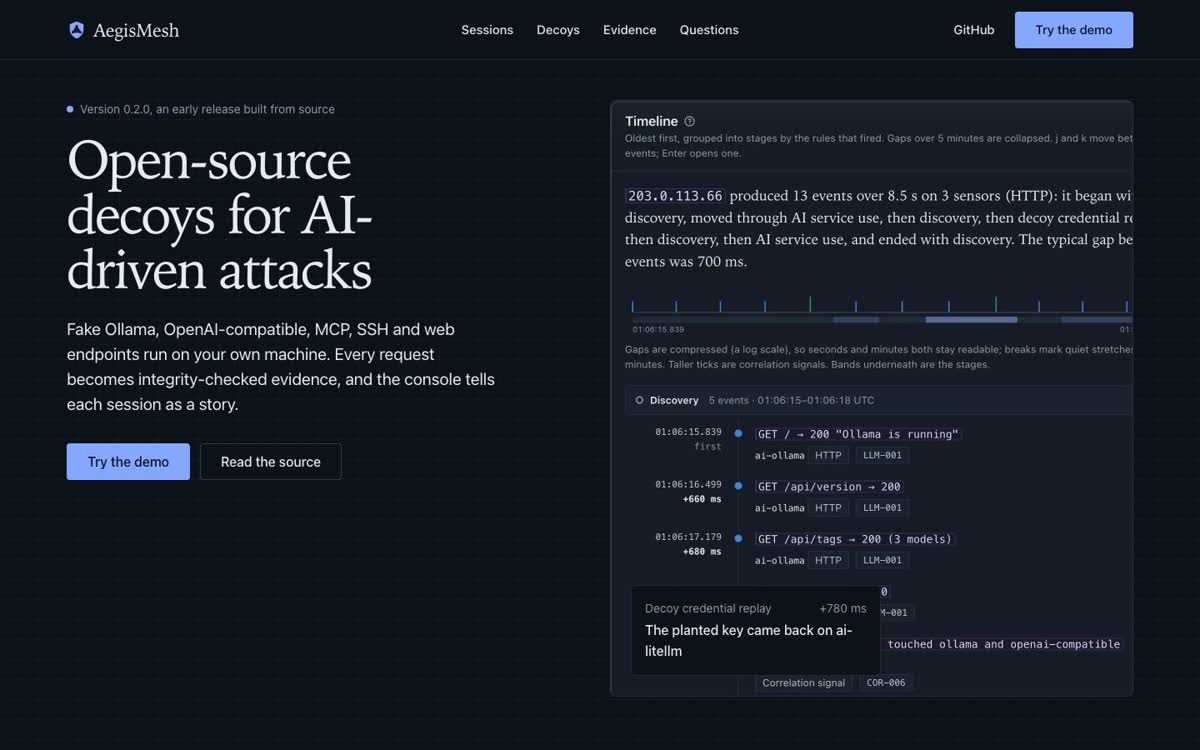 AegisMesh
Sessions
Decoys
Evidence
Questions
GitHub
Try the demo
Version 0.2.0, an early release built from source
Open-source
decoys for AI-
driven attacks
Fake Ollama, OpenAI-compatible, MCP, SSH and web
endpoints run on your own machine. Every request
becomes integrity-checked evidence, and the console tells
each session as a story.
Try the demo
Read the source
Timeline
Oldest first, grouped into stages by the rules that fired. Gaps over 5 minutes are collapsed. j and k move
events; Enter opens one.
203.0.113.66 produced 13 events over 8.5 s on 3 sensors (HTTP): it began
discovery, moved through AI service use, then discovery, then decoy credential
then discovery, then AI service use, and ended with discovery. The typical gap
events was 700 ms.
01:06:15.839
01:
Gaps are compressed (a log scale), so seconds and minutes both stay readable; breaks mark quiet stretches
minutes. Taller ticks are correlation signals. Bands underneath are the stages.
Discovery 5 events · 01:06:15–01:06:18 UTC
01:06:15.839 GET / → 200 "Ollama is running"
first ai-ollama HTTP LLM-001
01:06:16.499 GET /api/version → 200
+660 ms ai-ollama HTTP LLM-001
01:06:17.179 GET /api/tags → 200 (3 models)
+680 ms ai-ollama HTTP LLM-001
0
M-001
touched ollama and openai-compatible
Correlation signal COR-006
Decoy credential replay +780 ms
The planted key came back on ai-
litellm